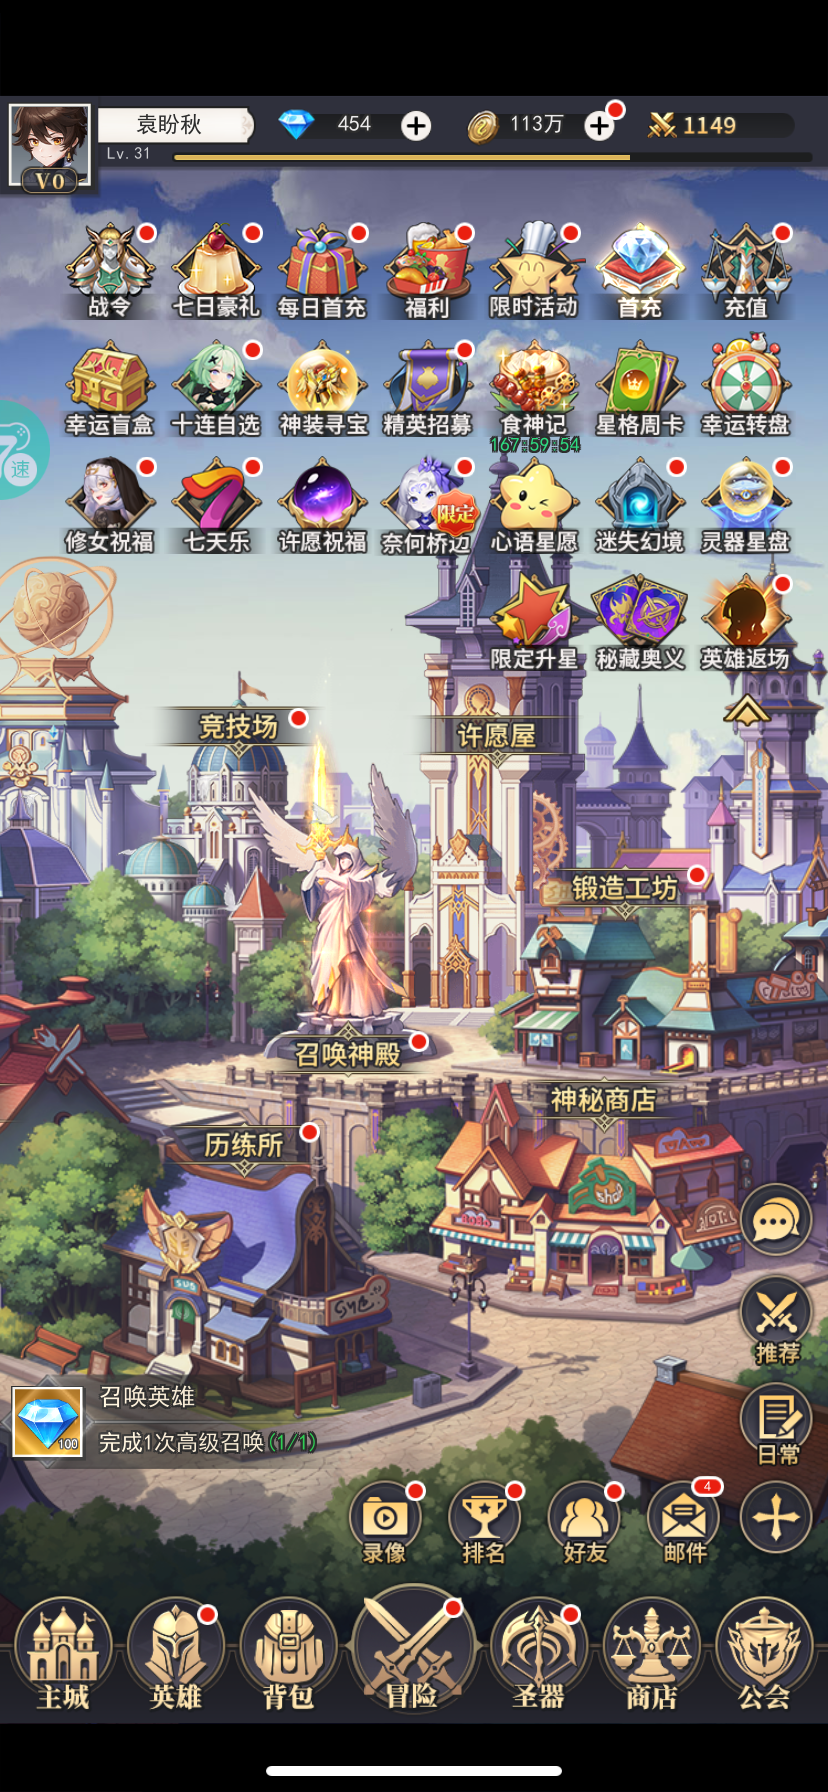 袁盼秋
454
113万
1149
Lv. 31
V0
战令
七日豪礼
每日首充
福利
限时活动
首充
充值
幸运盲盒
十连自选
神装寻宝
精英招募
食神记
星格周卡
幸运转盘
167:59:54
7
速
限定
修女祝福
七天乐
许愿祝福
奈何桥边
心语星愿
迷失幻境
灵器星盘
限定升星
秘藏奥义
英雄返场
竞技场
许愿屋
锻造工坊
召唤神殿
神秘商店
历练所
shop
推荐
召唤英雄
100
完成1次高级召唤(1/1)
日常
4
录像
排名
好友
邮件
主城
英雄
背包
冒险
圣器
商店
公会